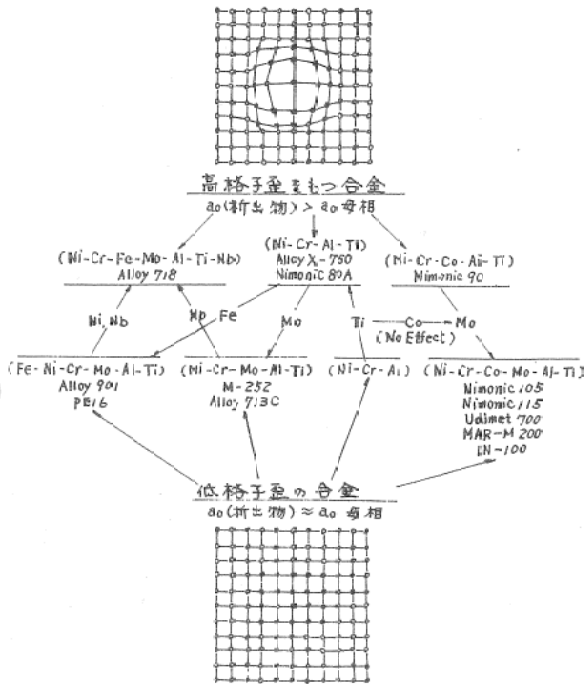 高格子歪をもつ合金
a₀(析出物) > a₀母相
(Ni-Cr-Fe-Mo-Al-Ti-Nb)
Alloy 718
(Ni-Cr-Al-Ti)
Alloy X-750
Nimonic 80A
(Ni-Cr-Co-Al-Ti)
Nimonic 90
Ni, Nb
Nb
Fe
Mo
Ti
Co
Mo
(No Effect)
(Fe-Ni-Cr-Mo-Al-Ti)
Alloy 901
PE16
(Ni-Cr-Mo-Al-Ti)
M-252
Alloy 713C
(Ni-Cr-Al)
(Ni-Cr-Co-Mo-Al-Ti)
Nimonic 105
Nimonic 115
Udimet 700
MAR-M 200
IN-100
低格子歪の合金
a₀(析出物) ≈ a₀ 母相